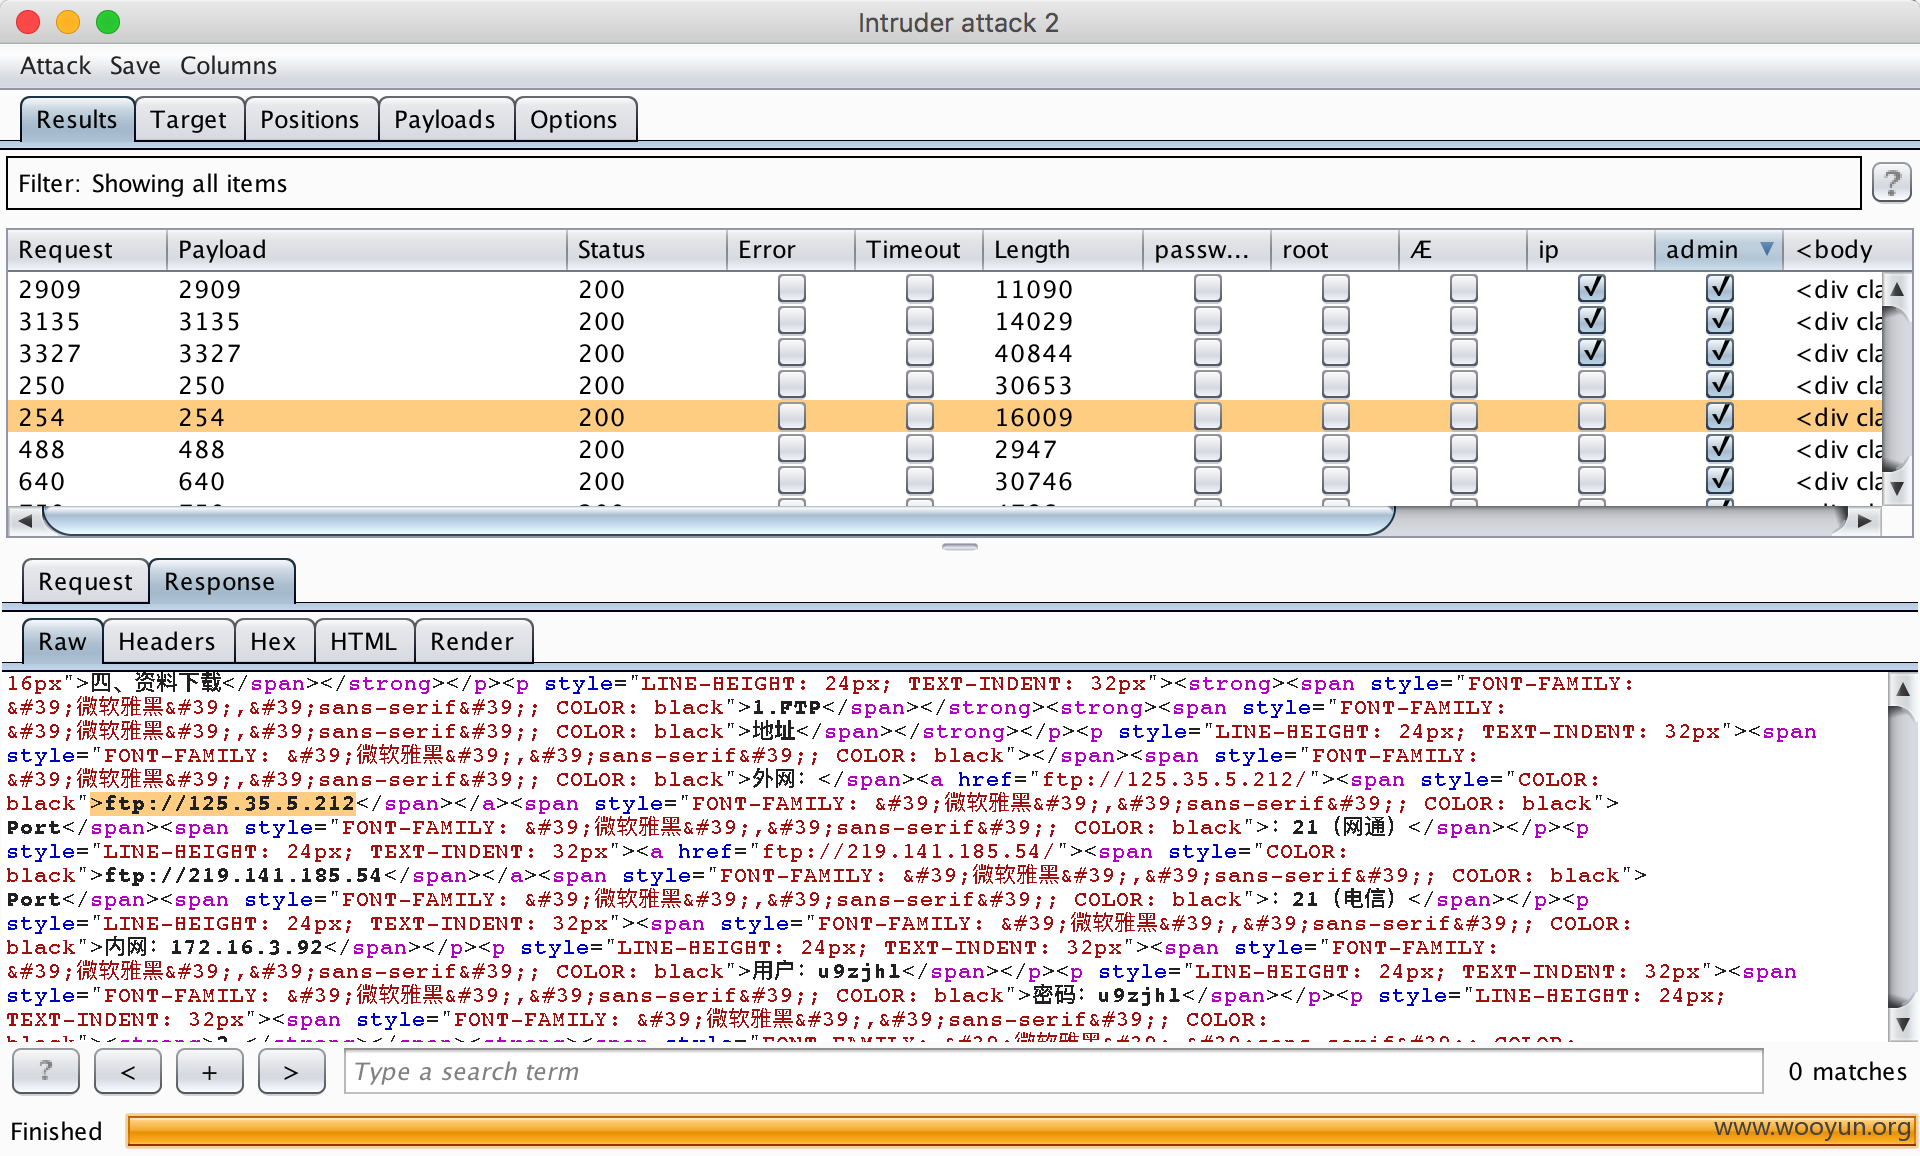 Intruder attack 2
Attack Save Columns
Results Target Positions Payloads Options
Filter: Showing all items
?
Request Payload Status Error Timeout Length passw... root Æ ip admin <body
2909 2909 200 11090 <div cla
3135 3135 200 14029 <div cla
3327 3327 200 40844 <div cla
250 250 200 30653 <div cla
254 254 200 16009 <div cla
488 488 200 2947 <div cla
640 640 200 30746 <div cla
Request Response
Raw Headers Hex HTML Render
16px">四、资料下载</span></strong></p><p style="LINE-HEIGHT: 24px; TEXT-INDENT: 32px"><strong><span style="FONT-FAMILY:
&#39;微软雅黑&#39;,&#39;sans-serif&#39;; COLOR: black">1.FTP</span></strong><strong><span style="FONT-FAMILY:
&#39;微软雅黑&#39;,&#39;sans-serif&#39;; COLOR: black">地址</span></strong></p><p style="LINE-HEIGHT: 24px; TEXT-INDENT: 32px"><span
style="FONT-FAMILY: &#39;微软雅黑&#39;,&#39;sans-serif&#39;; COLOR: black"></span><span style="FONT-FAMILY:
&#39;微软雅黑&#39;,&#39;sans-serif&#39;; COLOR: black">外网：</span><a href="ftp://125.35.5.212/"><span style="COLOR:
black">ftp://125.35.5.212</span></a><span style="FONT-FAMILY: &#39;微软雅黑&#39;,&#39;sans-serif&#39;; COLOR: black">
Port</span><span style="FONT-FAMILY: &#39;微软雅黑&#39;,&#39;sans-serif&#39;; COLOR: black">：21（网通）</span></p><p
style="LINE-HEIGHT: 24px; TEXT-INDENT: 32px"><a href="ftp://219.141.185.54/"><span style="COLOR:
black">ftp://219.141.185.54</span></a><span style="FONT-FAMILY: &#39;微软雅黑&#39;,&#39;sans-serif&#39;; COLOR: black">
Port</span><span style="FONT-FAMILY: &#39;微软雅黑&#39;,&#39;sans-serif&#39;; COLOR: black">：21（电信）</span></p><p
style="LINE-HEIGHT: 24px; TEXT-INDENT: 32px"><span style="FONT-FAMILY: &#39;微软雅黑&#39;,&#39;sans-serif&#39;; COLOR:
black">内网：172.16.3.92</span></p><p style="LINE-HEIGHT: 24px; TEXT-INDENT: 32px"><span style="FONT-FAMILY:
&#39;微软雅黑&#39;,&#39;sans-serif&#39;; COLOR: black">用户：u9zjhl</span></p><p style="LINE-HEIGHT: 24px; TEXT-INDENT: 32px"><span
style="FONT-FAMILY: &#39;微软雅黑&#39;,&#39;sans-serif&#39;; COLOR: black">密码：u9zjhl</span></p><p style="LINE-HEIGHT: 24px;
TEXT-INDENT: 32px"><span style="FONT-FAMILY: &#39;微软雅黑&#39;,&#39;sans-serif&#39;; COLOR:
? < + > Type a search term 0 matches
Finished
www.wooyun.org